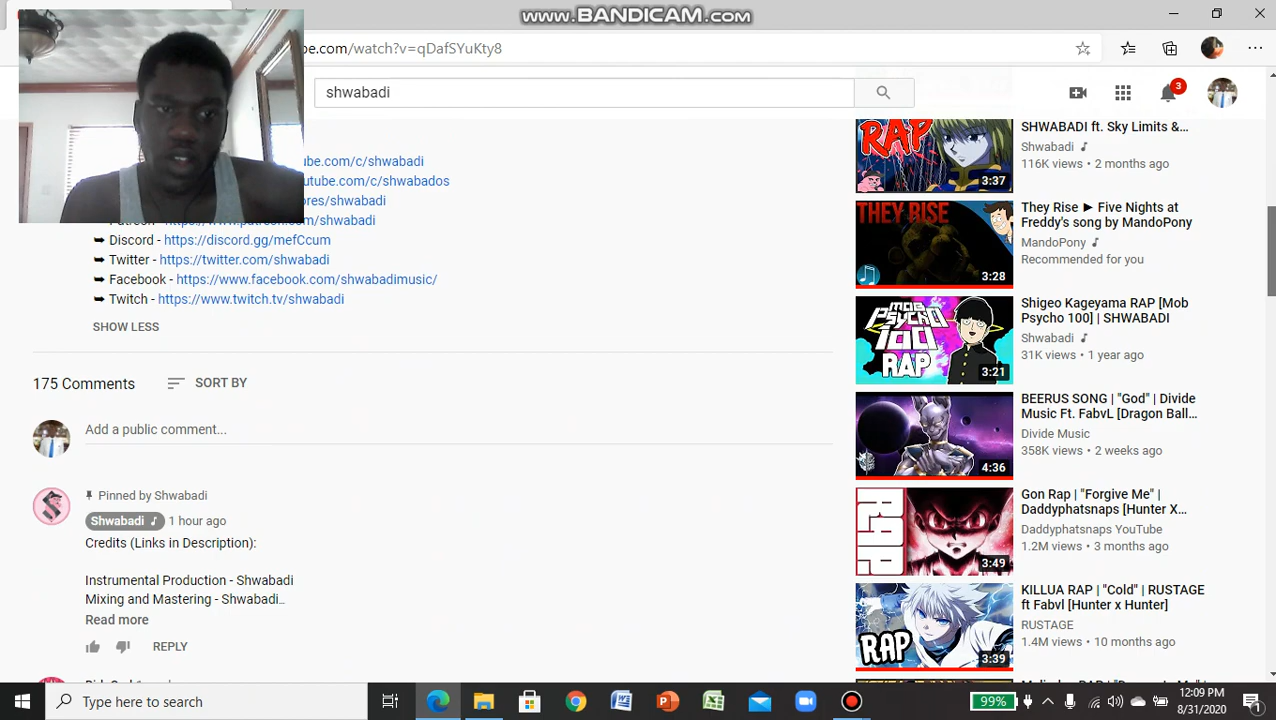 www.BANDICAM.com
be.com/watch?v=qDafSYuKty8
shwabadi
3
ube.com/c/shwabadi
utube.com/c/shwabados
ores/shwabadi
m/shwabadi
➥ Discord - https://discord.gg/mefCcum
➥ Twitter - https://twitter.com/shwabadi
➥ Facebook - https://www.facebook.com/shwabadimusic/
➥ Twitch - https://www.twitch.tv/shwabadi
SHOW LESS
175 Comments
SORT BY
Add a public comment...
Pinned by Shwabadi
Shwabadi ♪ 1 hour ago
Credits (Links in Description):
Instrumental Production - Shwabadi
Mixing and Mastering - Shwabadi…
Read more
REPLY
RAP
3:37
SHWABADI ft. Sky Limits &...
Shwabadi ♪
116K views • 2 months ago
THEY RISE
3:28
They Rise ► Five Nights at
Freddy's song by MandoPony
MandoPony ♪
Recommended for you
MOB
PSYCHO
100
RAP
3:21
Shigeo Kageyama RAP [Mob
Psycho 100] | SHWABADI
Shwabadi ♪
31K views • 1 year ago
4:36
BEERUS SONG | "God" | Divide
Music Ft. FabvL [Dragon Ball...
Divide Music
358K views • 2 weeks ago
RAP
3:49
Gon Rap | "Forgive Me" |
Daddyphatsnaps [Hunter X...
Daddyphatsnaps YouTube
1.2M views • 3 months ago
RAP
3:39
KILLUA RAP | "Cold" | RUSTAGE
ft Fabvl [Hunter x Hunter]
RUSTAGE
1.4M views • 10 months ago
Type here to search
99%
12:09 PM
8/31/2020
1